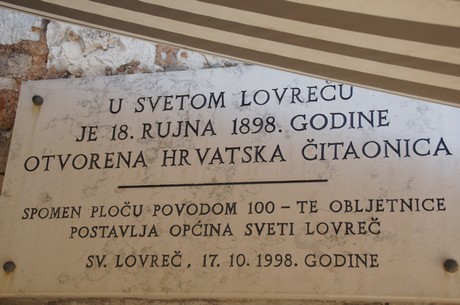 U SVETOM LOVREČU
JE 18. RUJNA 1898. GODINE
OTVORENA HRVATSKA ČITAONICA
SPOMEN PLOČU POVODOM 100 - TE OBLJETNICE
POSTAVLJA OPĆINA SVETI LOVREČ
SV. LOVREČ, 17. 10. 1998. GODINE